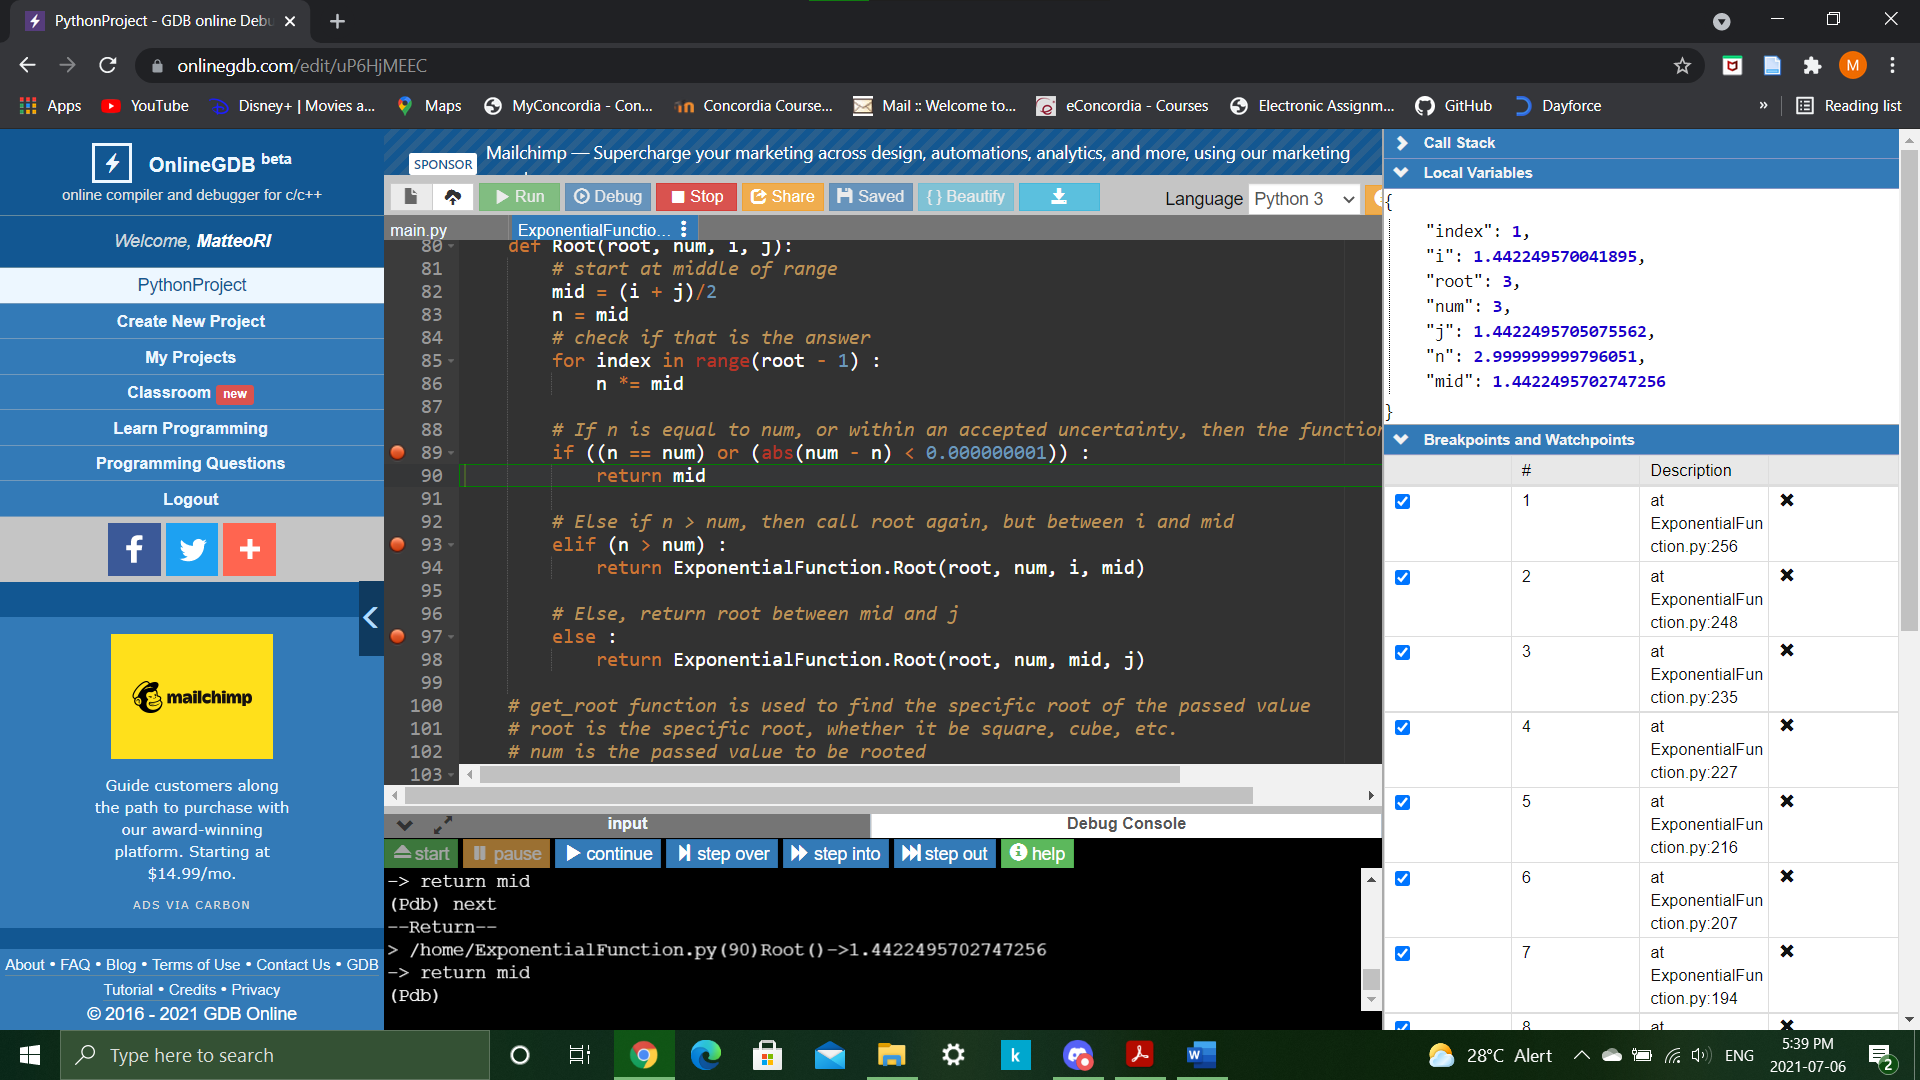 PythonProject - GDB online Debu
onlinegdb.com/edit/uP6HjMEEC
M
Apps
YouTube
Disney+ | Movies a...
Maps
MyConcordia - Con...
Concordia Course...
Mail :: Welcome to...
eConcordia - Courses
Electronic Assignm...
GitHub
Dayforce
»
Reading list
OnlineGDB beta
online compiler and debugger for c/c++
Welcome, MatteoRI
PythonProject
Create New Project
My Projects
Classroom new
Learn Programming
Programming Questions
Logout
mailchimp
Guide customers along
the path to purchase with
our award-winning
platform. Starting at
$14.99/mo.
ADS VIA CARBON
About • FAQ • Blog • Terms of Use • Contact Us • GDB
Tutorial • Credits • Privacy
© 2016 - 2021 GDB Online
SPONSOR
Mailchimp — Supercharge your marketing across design, automations, analytics, and more, using our marketing
Run
Debug
Stop
Share
Saved
{ } Beautify
Language
Python 3
main.py
ExponentialFunctio...
80 def Root(root, num, i, j):
81 # start at middle of range
82 mid = (i + j)/2
83 n = mid
84 # check if that is the answer
85 for index in range(root - 1) :
86 n *= mid
87
88 # If n is equal to num, or within an accepted uncertainty, then the function
89 if ((n == num) or (abs(num - n) < 0.000000001)) :
90 return mid
91
92 # Else if n > num, then call root again, but between i and mid
93 elif (n > num) :
94 return ExponentialFunction.Root(root, num, i, mid)
95
96 # Else, return root between mid and j
97 else :
98 return ExponentialFunction.Root(root, num, mid, j)
99
100 # get_root function is used to find the specific root of the passed value
101 # root is the specific root, whether it be square, cube, etc.
102 # num is the passed value to be rooted
103
input
Debug Console
start
pause
continue
step over
step into
step out
help
-> return mid
(Pdb) next
--Return--
> /home/ExponentialFunction.py(90)Root()->1.4422495702747256
-> return mid
(Pdb)
Call Stack
Local Variables
{
"index": 1,
"i": 1.442249570041895,
"root": 3,
"num": 3,
"j": 1.4422495705075562,
"n": 2.999999999796051,
"mid": 1.4422495702747256
}
Breakpoints and Watchpoints
# Description
1 at
ExponentialFun
ction.py:256
2 at
ExponentialFun
ction.py:248
3 at
ExponentialFun
ction.py:235
4 at
ExponentialFun
ction.py:227
5 at
ExponentialFun
ction.py:216
6 at
ExponentialFun
ction.py:207
7 at
ExponentialFun
ction.py:194
8 at
Type here to search
28°C Alert
ENG
5:39 PM
2021-07-06
2